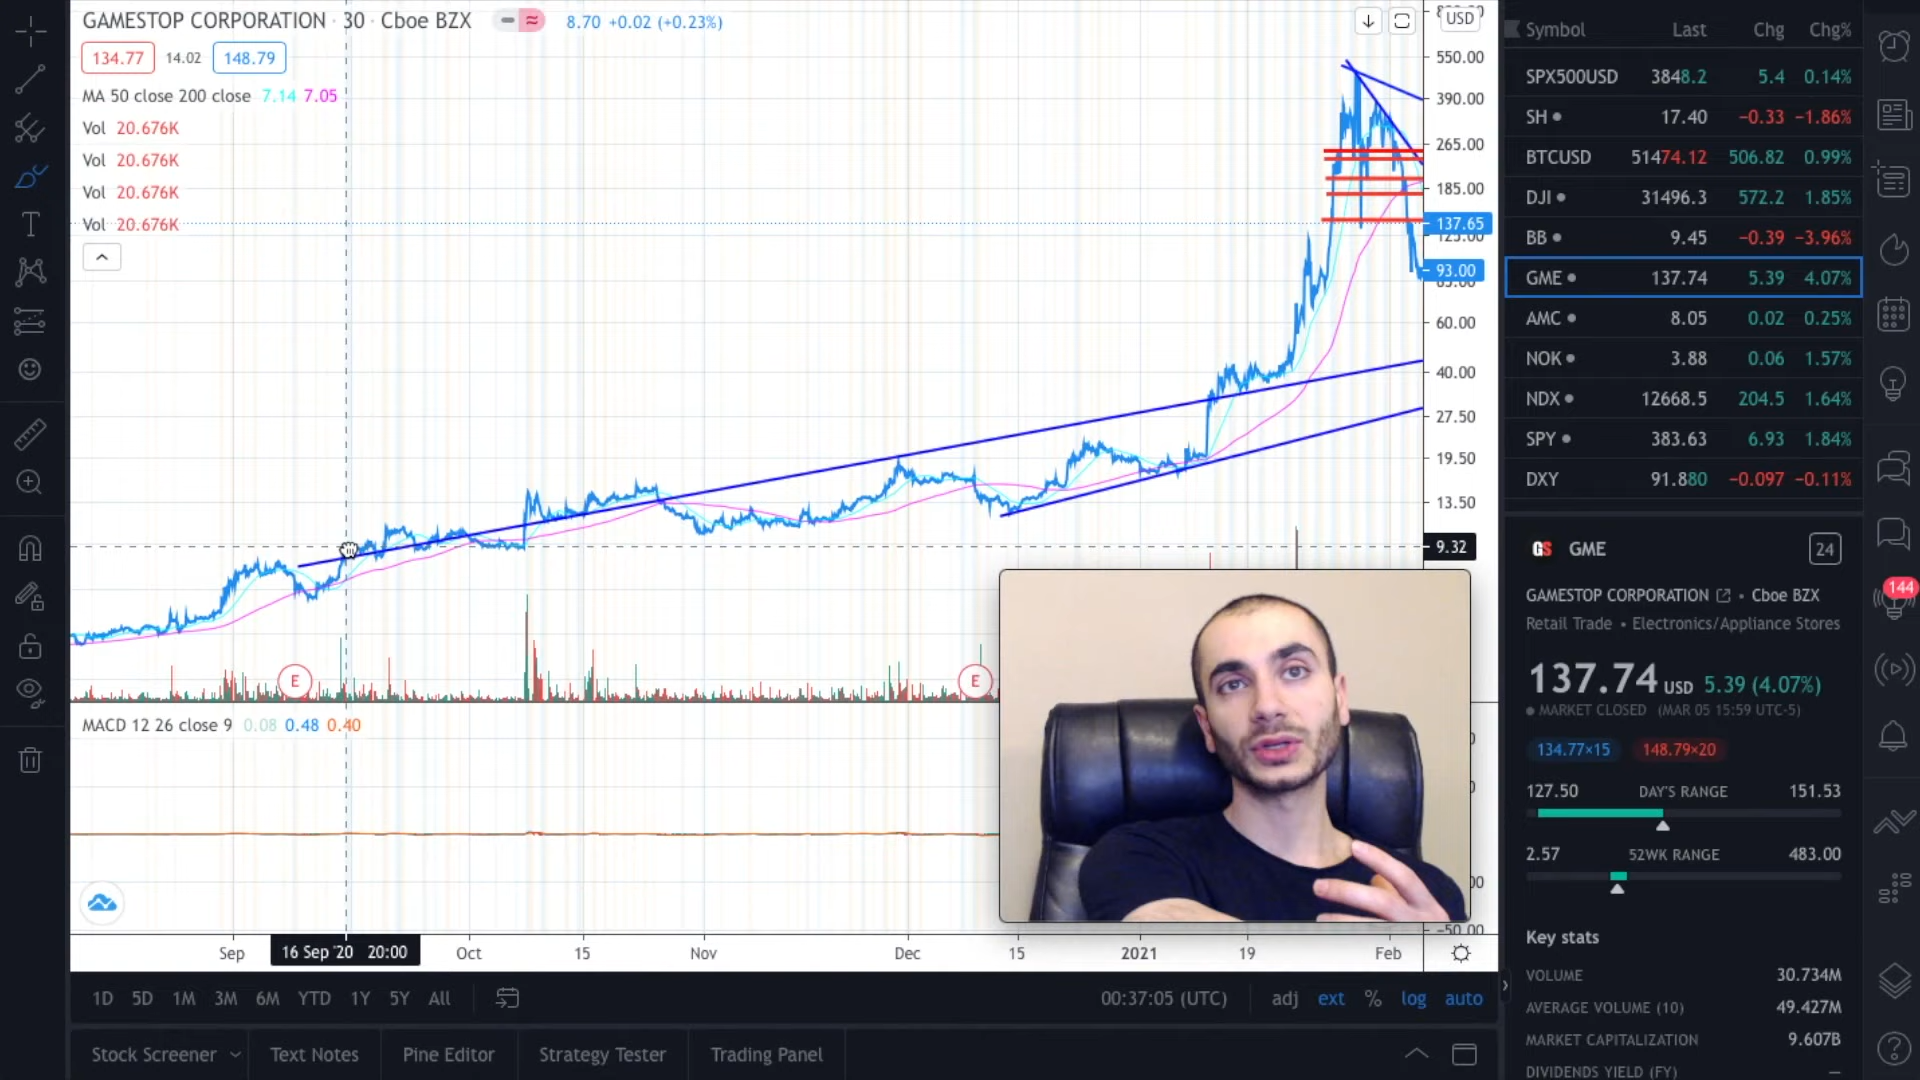 GAMESTOP CORPORATION · 30 · Cboe BZX 8.70 +0.02 (+0.23%)
134.77 14.02 148.79
MA 50 close 200 close 7.14 7.05
Vol 20.676K
Vol 20.676K
Vol 20.676K
Vol 20.676K
USD
550.00
390.00
265.00
185.00
137.65
125.00
93.00
85.00
60.00
40.00
27.50
19.50
13.50
9.32
E
E
MACD 12 26 close 9 0.08 0.48 0.40
−50.00
Sep 16 Sep '20 20:00 Oct 15 Nov Dec 15 2021 19 Feb
1D 5D 1M 3M 6M YTD 1Y 5Y All 00:37:05 (UTC) adj ext % log auto
Stock Screener Text Notes Pine Editor Strategy Tester Trading Panel
Symbol Last Chg Chg%
SPX500USD 3848.2 5.4 0.14%
SH 17.40 −0.33 −1.86%
BTCUSD 51474.12 506.82 0.99%
DJI 31496.3 572.2 1.85%
BB 9.45 −0.39 −3.96%
GME 137.74 5.39 4.07%
AMC 8.05 0.02 0.25%
NOK 3.88 0.06 1.57%
NDX 12668.5 204.5 1.64%
SPY 383.63 6.93 1.84%
DXY 91.880 −0.097 −0.11%
GS GME 24
GAMESTOP CORPORATION • Cboe BZX
Retail Trade • Electronics/Appliance Stores
144
137.74 USD 5.39 (4.07%)
MARKET CLOSED (MAR 05 15:59 UTC-5)
134.77×15 148.79×20
127.50 DAY'S RANGE 151.53
2.57 52WK RANGE 483.00
Key stats
VOLUME 30.734M
AVERAGE VOLUME (10) 49.427M
MARKET CAPITALIZATION 9.607B
DIVIDENDS YIELD (FY) —